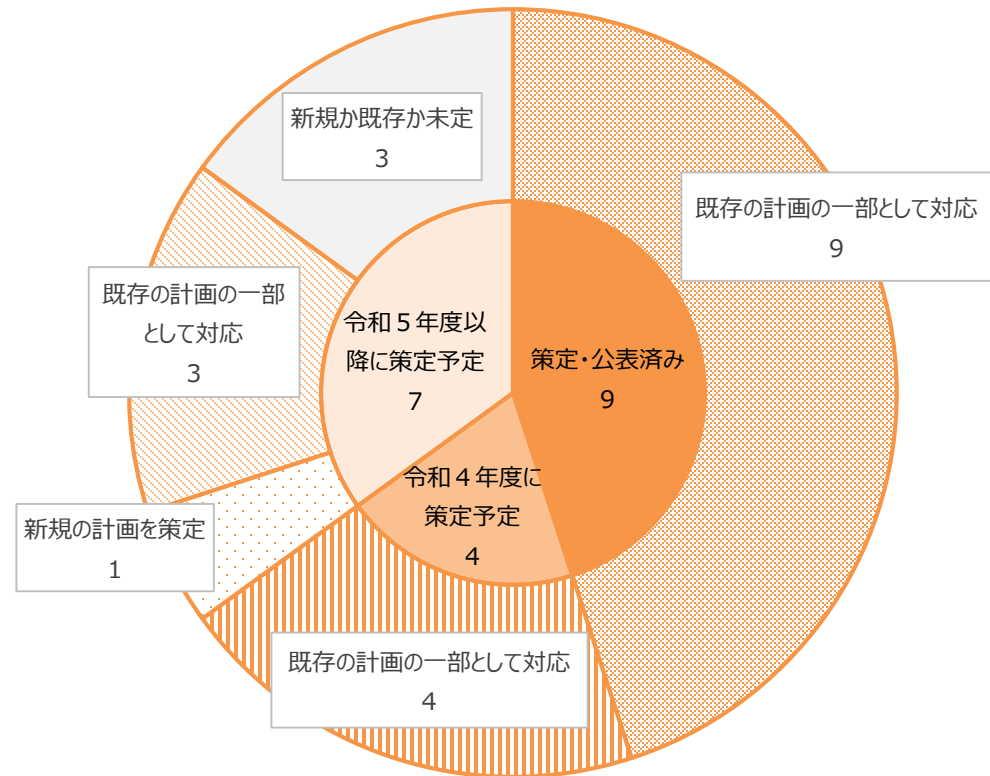 新規か既存か未定
3
既存の計画の一部として対応
9
既存の計画の一部
として対応
3
令和５年度以
降に策定予定
7
策定・公表済み
9
令和４年度に
策定予定
4
新規の計画を策定
1
既存の計画の一部として対応
4